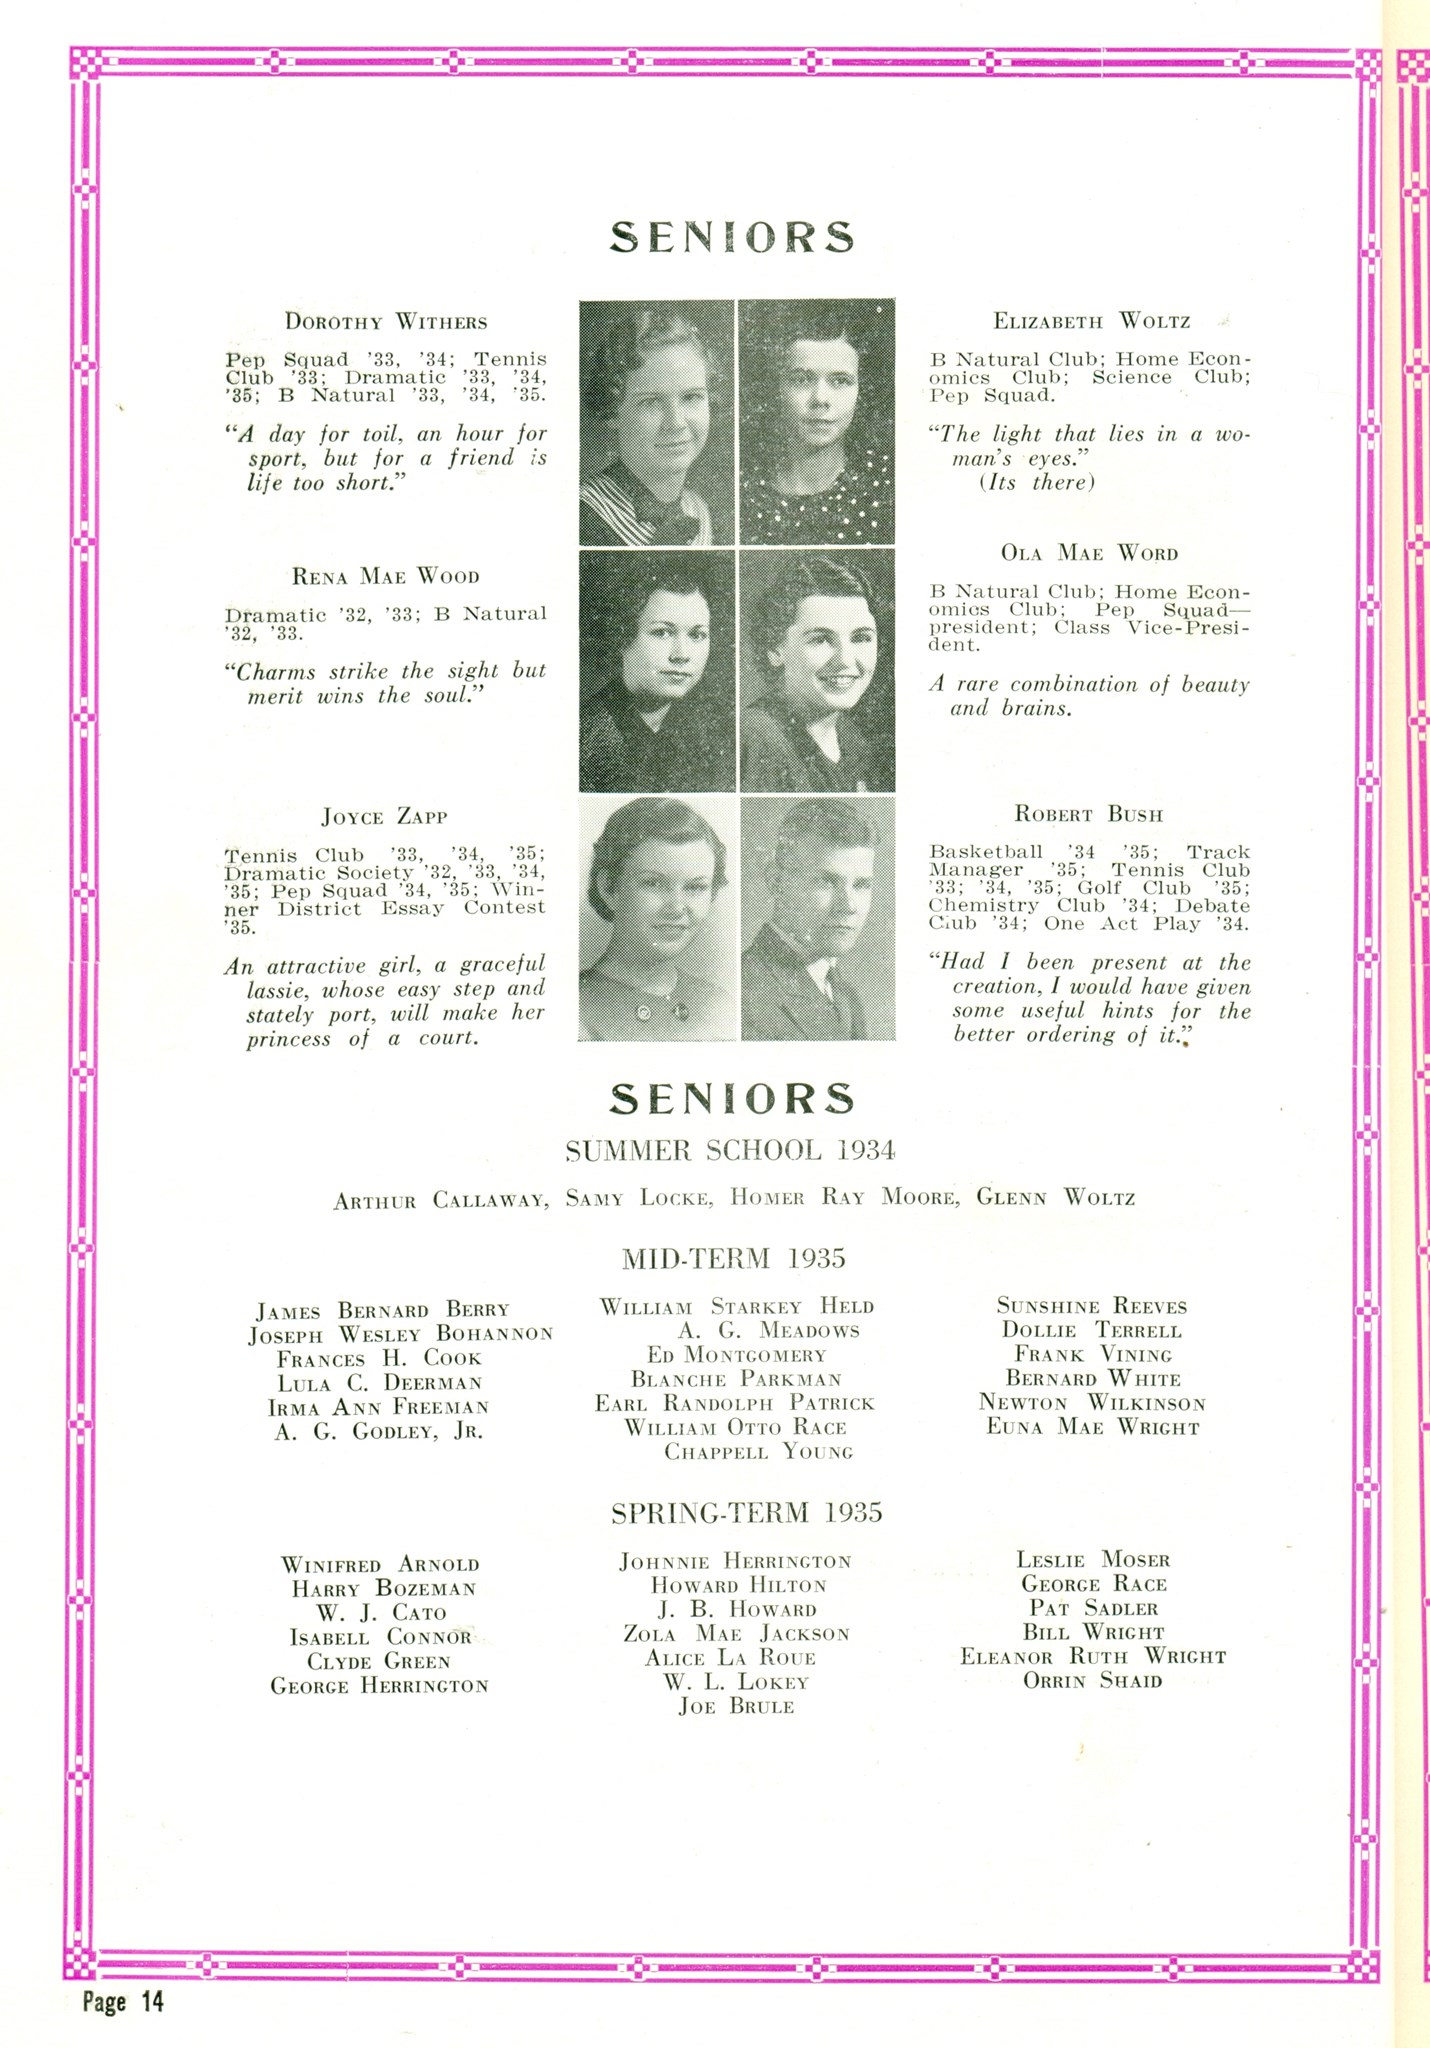 SENIORS
DOROTHY WITHERS
Pep Squad '33, '34; Tennis
Club '33; Dramatic '33, '34,
'35; B Natural '33, '34, '35.
"A day for toil, an hour for
sport, but for a friend is
life too short."
RENA MAE WOOD
Dramatic '32, '33; B Natural
'32, '33.
"Charms strike the sight but
merit wins the soul."
JOYCE ZAPP
Tennis Club '33, '34, '35;
Dramatic Society '32, '33, '34,
'35; Pep Squad '34, '35; Win-
ner District Essay Contest
'35.
An attractive girl, a graceful
lassie, whose easy step and
stately port, will make her
princess of a court.
ELIZABETH WOLTZ
B Natural Club; Home Econ-
omics Club; Science Club;
Pep Squad.
"The light that lies in a wo-
man's eyes."
(Its there)
OLA MAE WORD
B Natural Club; Home Econ-
omics Club; Pep Squad—
president; Class Vice-Presi-
dent.
A rare combination of beauty
and brains.
ROBERT BUSH
Basketball '34 '35; Track
Manager '35; Tennis Club
'33; '34, '35; Golf Club '35;
Chemistry Club '34; Debate
Club '34; One Act Play '34.
"Had I been present at the
creation, I would have given
some useful hints for the
better ordering of it."
SENIORS
SUMMER SCHOOL 1934
ARTHUR CALLAWAY, SAMY LOCKE, HOMER RAY MOORE, GLENN WOLTZ
MID-TERM 1935
JAMES BERNARD BERRY
JOSEPH WESLEY BOHANNON
FRANCES H. COOK
LULA C. DEERMAN
IRMA ANN FREEMAN
A. G. GODLEY, JR.
WILLIAM STARKEY HELD
A. G. MEADOWS
ED MONTGOMERY
BLANCHE PARKMAN
EARL RANDOLPH PATRICK
WILLIAM OTTO RACE
CHAPPELL YOUNG
SUNSHINE REEVES
DOLLIE TERRELL
FRANK VINING
BERNARD WHITE
NEWTON WILKINSON
EUNA MAE WRIGHT
SPRING-TERM 1935
WINIFRED ARNOLD
HARRY BOZEMAN
W. J. CATO
ISABELL CONNOR
CLYDE GREEN
GEORGE HERRINGTON
JOHNNIE HERRINGTON
HOWARD HILTON
J. B. HOWARD
ZOLA MAE JACKSON
ALICE LA ROUE
W. L. LOKEY
JOE BRULE
LESLIE MOSER
GEORGE RACE
PAT SADLER
BILL WRIGHT
ELEANOR RUTH WRIGHT
ORRIN SHAID
Page 14